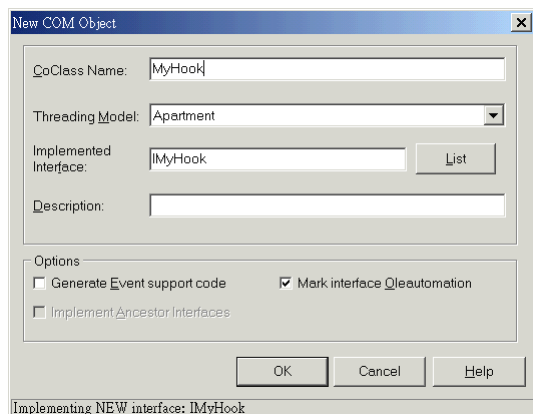 New COM Object
CoClass Name: MyHook
Threading Model: Apartment
Implemented
Interface: IMyHook List
Description:
Options
Generate Event support code Mark interface Oleautomation
Implement Ancestor Interfaces
OK Cancel Help
Implementing NEW interface: IMyHook